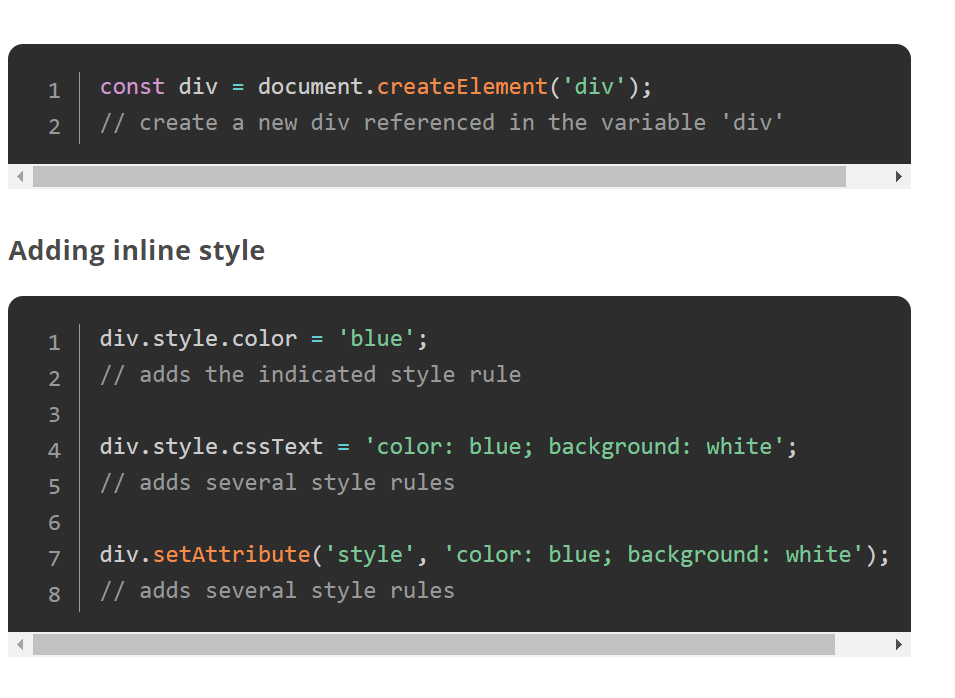 1 const div = document.createElement('div');
2 // create a new div referenced in the variable 'div'
Adding inline style
1 div.style.color = 'blue';
2 // adds the indicated style rule
3
4 div.style.cssText = 'color: blue; background: white';
5 // adds several style rules
6
7 div.setAttribute('style', 'color: blue; background: white');
8 // adds several style rules